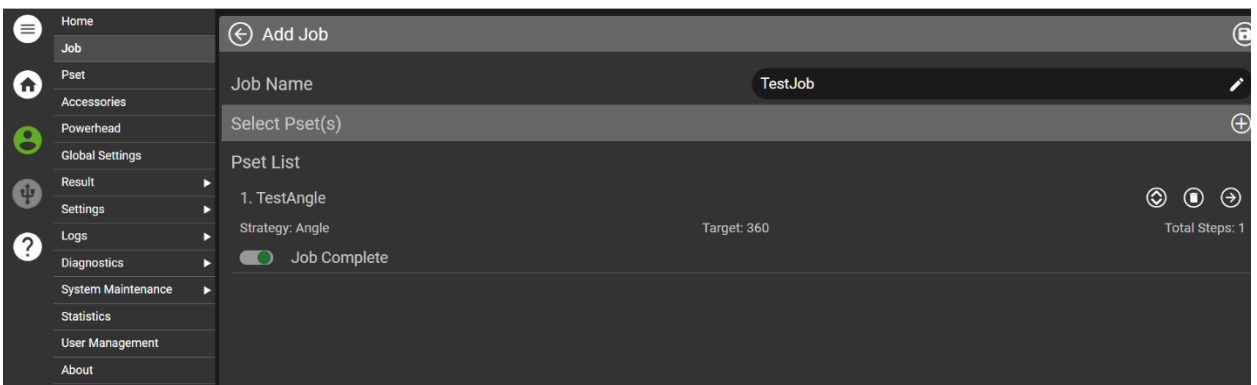 Home
Job
Pset
Accessories
Powerhead
Global Settings
Result
Settings
Logs
Diagnostics
System Maintenance
Statistics
User Management
About
Add Job
Job Name TestJob
Select Pset(s)
Pset List
1. TestAngle
Strategy: Angle Target: 360 Total Steps: 1
Job Complete